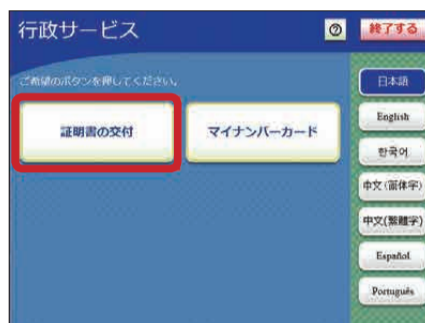 行政サービス
?
終了する
ご希望のボタンを押してください。
証明書の交付
マイナンバーカード
日本語
English
한국어
中文(簡体字)
中文(繁體字)
Español
Português